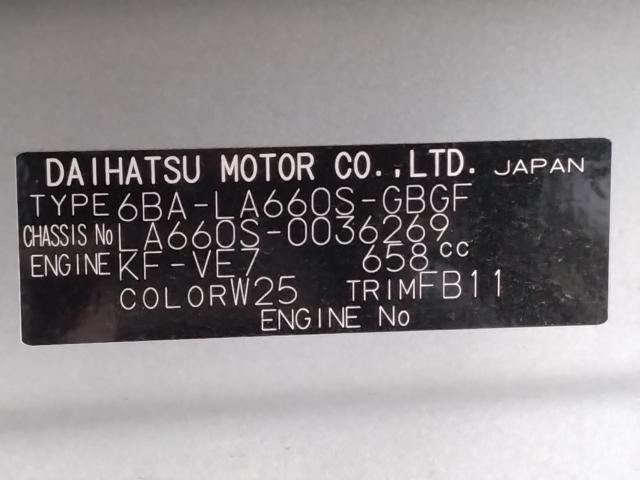 DAIHATSU MOTOR CO.,LTD. JAPAN
TYPE 6BA-LA660S-GBGF
CHASSIS No LA660S-0036269
ENGINE KF-VE7 658 cc
COLOR W25 TRIM FB11
ENGINE No